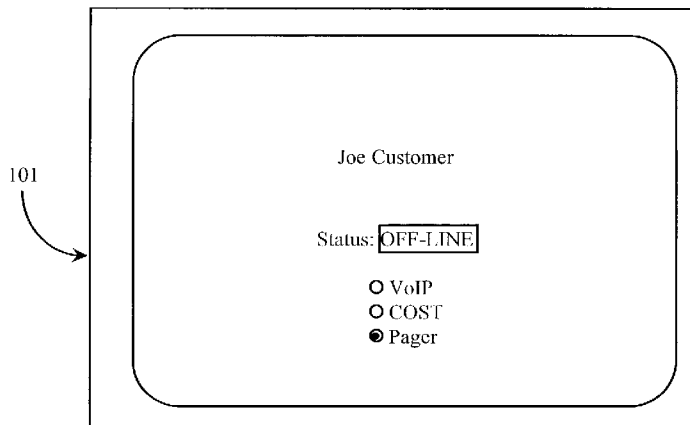 Joe Customer
101
Status: OFF-LINE
VoIP
COST
Pager